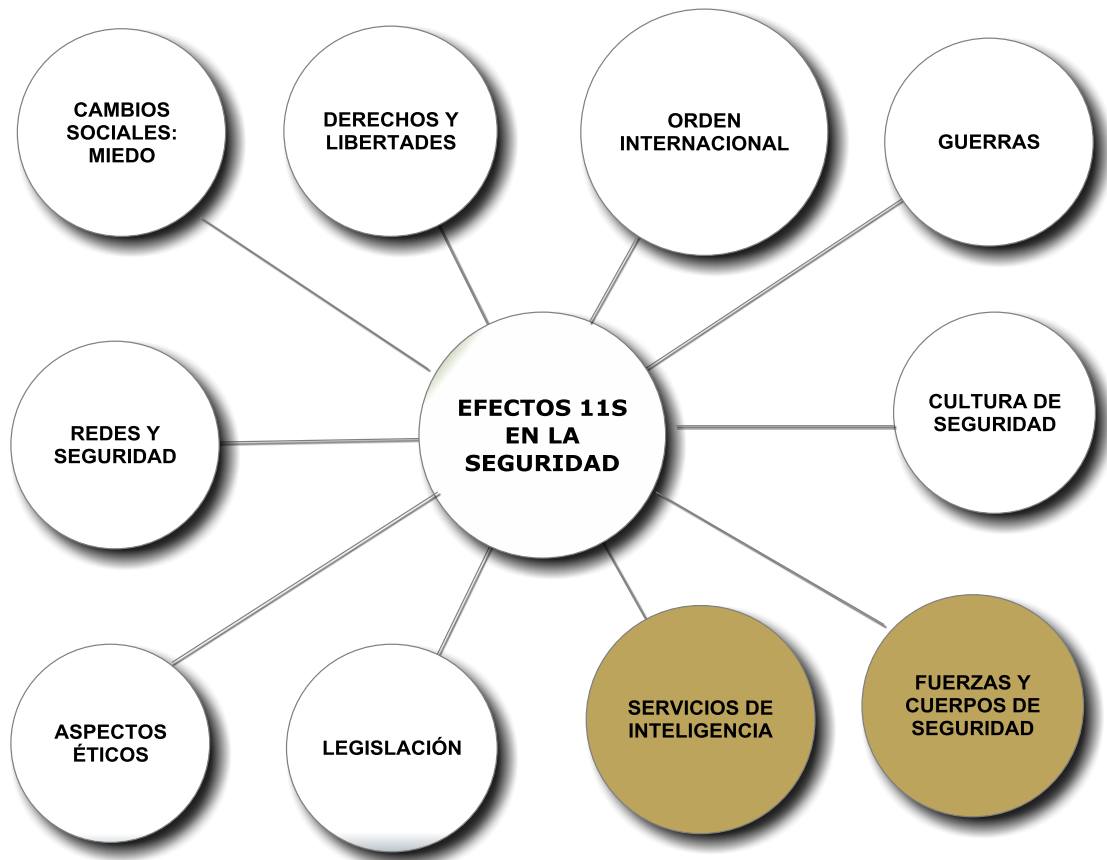 CAMBIOS
SOCIALES:
MIEDO
DERECHOS Y
LIBERTADES
ORDEN
INTERNACIONAL
GUERRAS
EFECTOS 11S
EN LA
SEGURIDAD
CULTURA DE
SEGURIDAD
REDES Y
SEGURIDAD
ASPECTOS
ÉTICOS
LEGISLACIÓN
SERVICIOS DE
INTELIGENCIA
FUERZAS Y
CUERPOS DE
SEGURIDAD